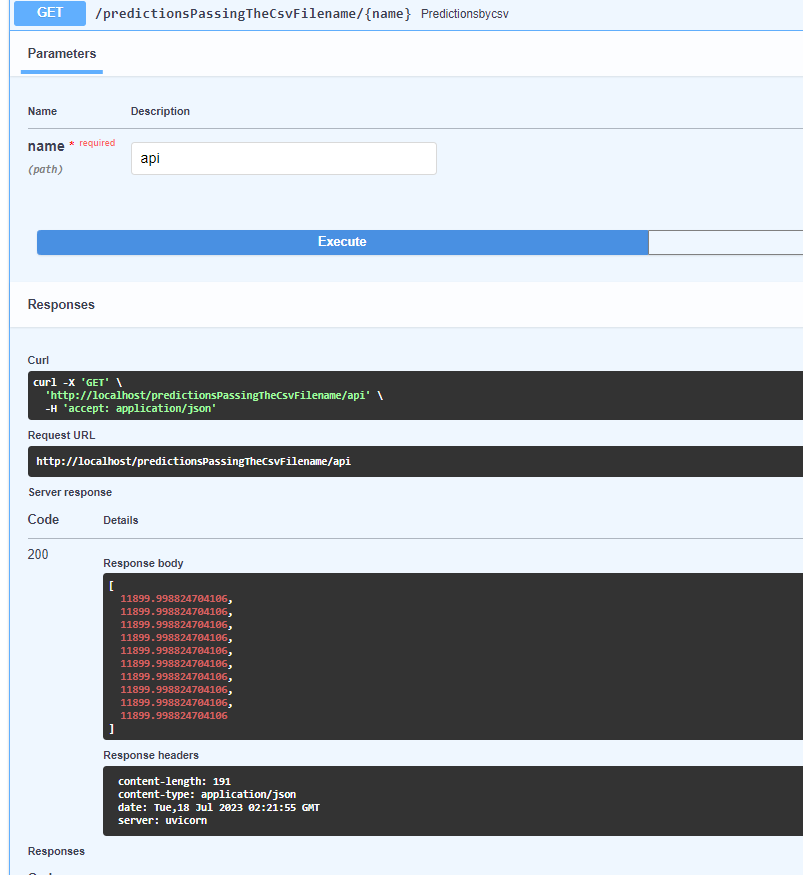 GET /predictionsPassingTheCsvFilename/{name} Predictionsbycsv
Parameters
Name Description
name * required
(path)
api
Execute
Responses
Curl
curl -X 'GET' \
'http://localhost/predictionsPassingTheCsvFilename/api' \
-H 'accept: application/json'
Request URL
http://localhost/predictionsPassingTheCsvFilename/api
Server response
Code Details
200
Response body
[
11899.998824704106,
11899.998824704106,
11899.998824704106,
11899.998824704106,
11899.998824704106,
11899.998824704106,
11899.998824704106,
11899.998824704106,
11899.998824704106,
11899.998824704106
]
Response headers
content-length: 191
content-type: application/json
date: Tue,18 Jul 2023 02:21:55 GMT
server: uvicorn
Responses